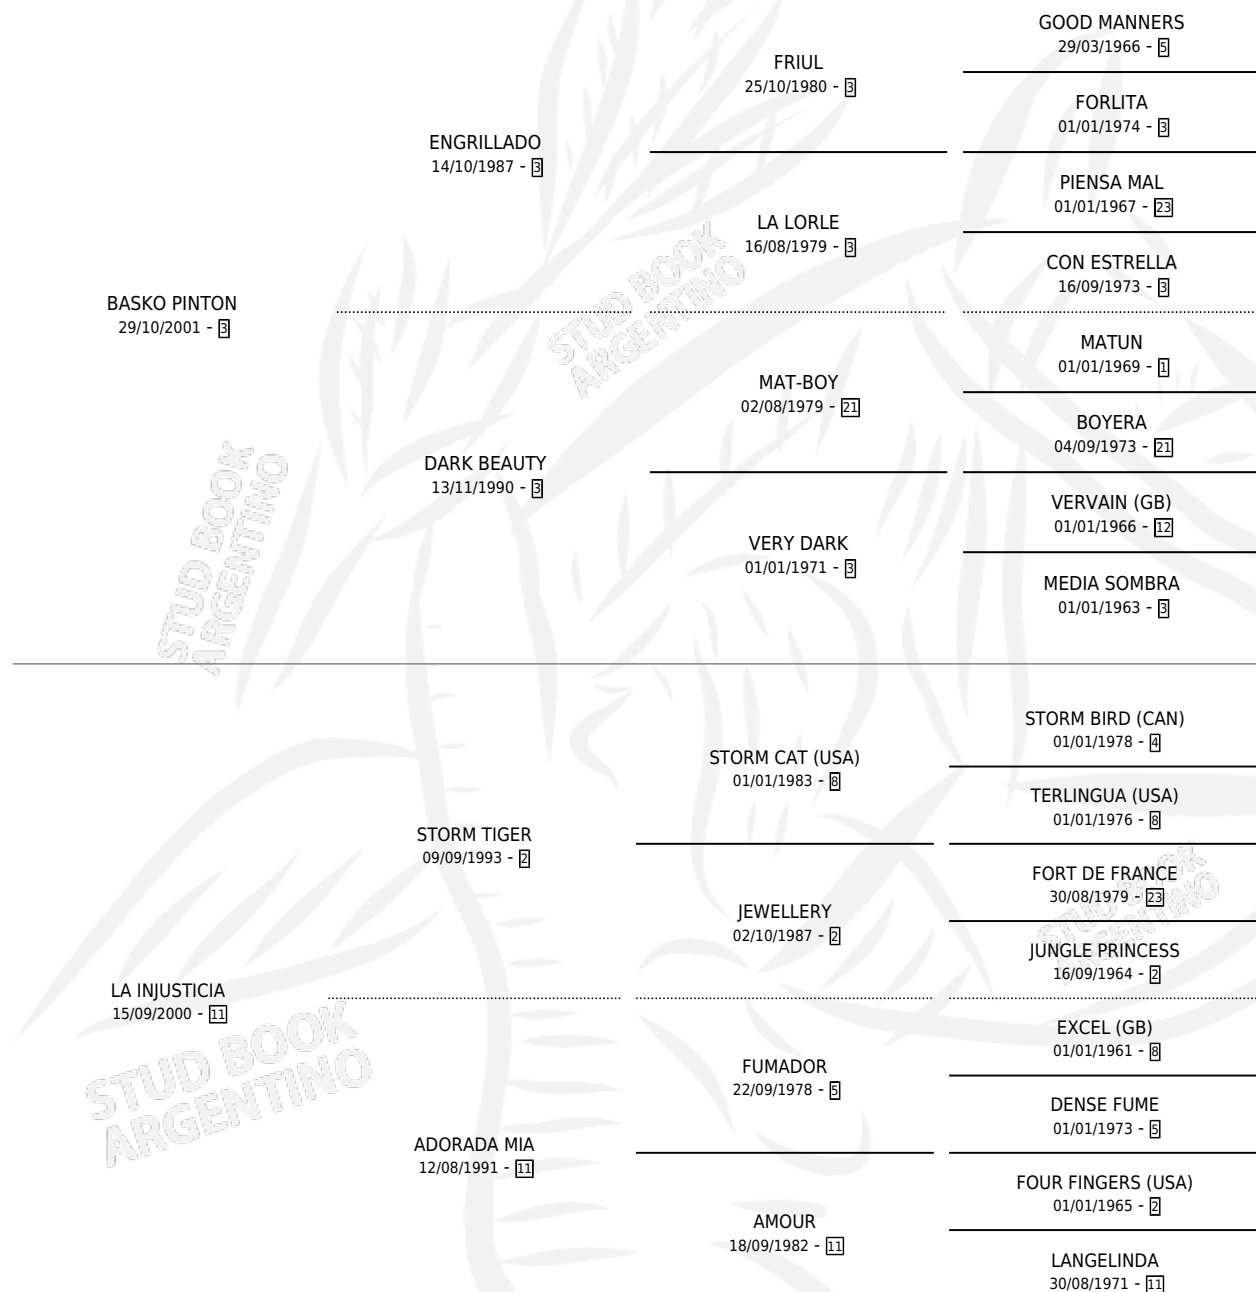 GOOD MANNERS
29/03/1966 - 5
FRIUL
25/10/1980 - 3
FORLITA
01/01/1974 - 3
ENGRILLADO
14/10/1987 - 3
PIENSA MAL
01/01/1967 - 23
LA LORLE
16/08/1979 - 3
CON ESTRELLA
16/09/1973 - 3
BASKO PINTON
29/10/2001 - 3
STUD BOOK
ARGENTINO
MATUN
01/01/1969 - 1
MAT-BOY
02/08/1979 - 21
BOYERA
04/09/1973 - 21
DARK BEAUTY
13/11/1990 - 3
VERVAIN (GB)
01/01/1966 - 12
VERY DARK
01/01/1971 - 3
MEDIA SOMBRA
01/01/1963 - 3
STUD BOOK
ARGENTINO
STORM BIRD (CAN)
01/01/1978 - 4
STORM CAT (USA)
01/01/1983 - 8
TERLINGUA (USA)
01/01/1976 - 8
STORM TIGER
09/09/1993 - 2
FORT DE FRANCE
30/08/1979 - 23
STUD BOOK
ARGENTINO
JEWELLERY
02/10/1987 - 2
JUNGLE PRINCESS
16/09/1964 - 2
LA INJUSTICIA
15/09/2000 - 11
STUD BOOK
ARGENTINO
EXCEL (GB)
01/01/1961 - 8
FUMADOR
22/09/1978 - 5
DENSE FUME
01/01/1973 - 5
ADORADA MIA
12/08/1991 - 11
FOUR FINGERS (USA)
01/01/1965 - 2
AMOUR
18/09/1982 - 11
LANGELINDA
30/08/1971 - 11